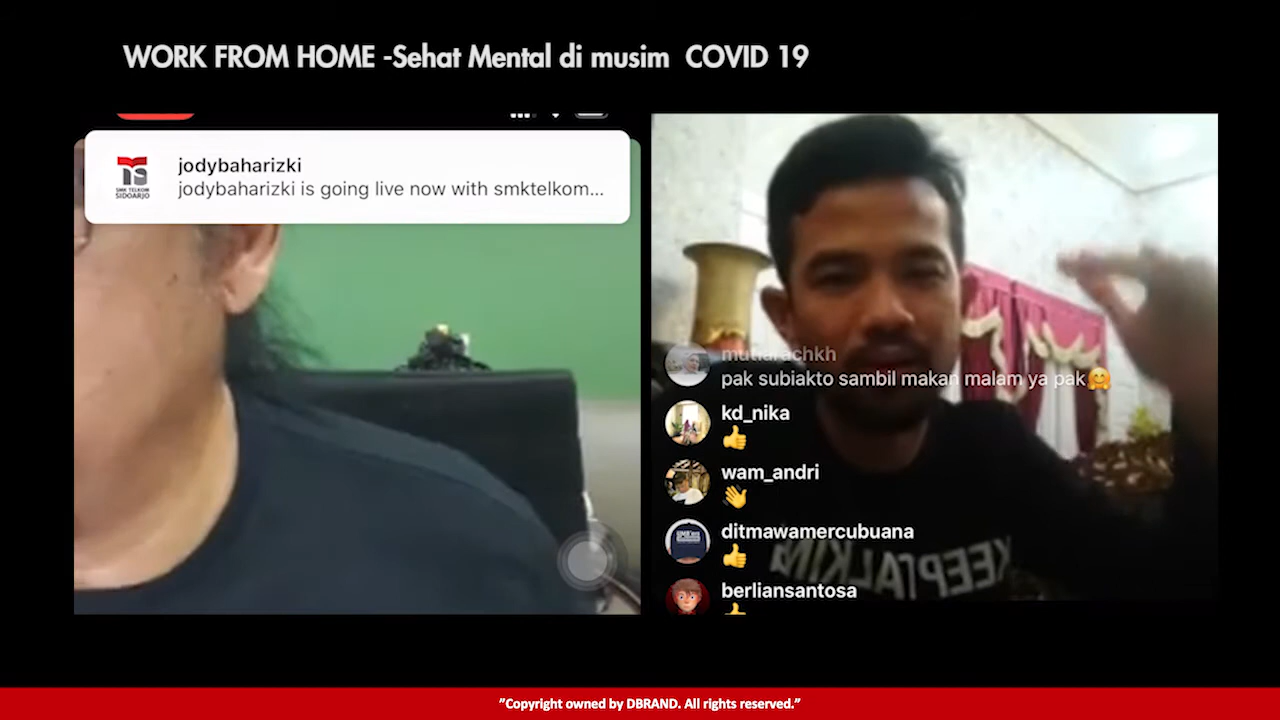 WORK FROM HOME -Sehat Mental di musim COVID 19
jodybaharizki
jodybaharizki is going live now with smktelkom...
SMK TELKOM
SIDOARJO
mutiarachkh
pak subiakto sambil makan malam ya pak🤗
kd_nika
👍
wam_andri
👋
ditmawamercubuana
👍
berliansantosa
👍
KEEPTALKIN
"Copyright owned by DBRAND. All rights reserved."